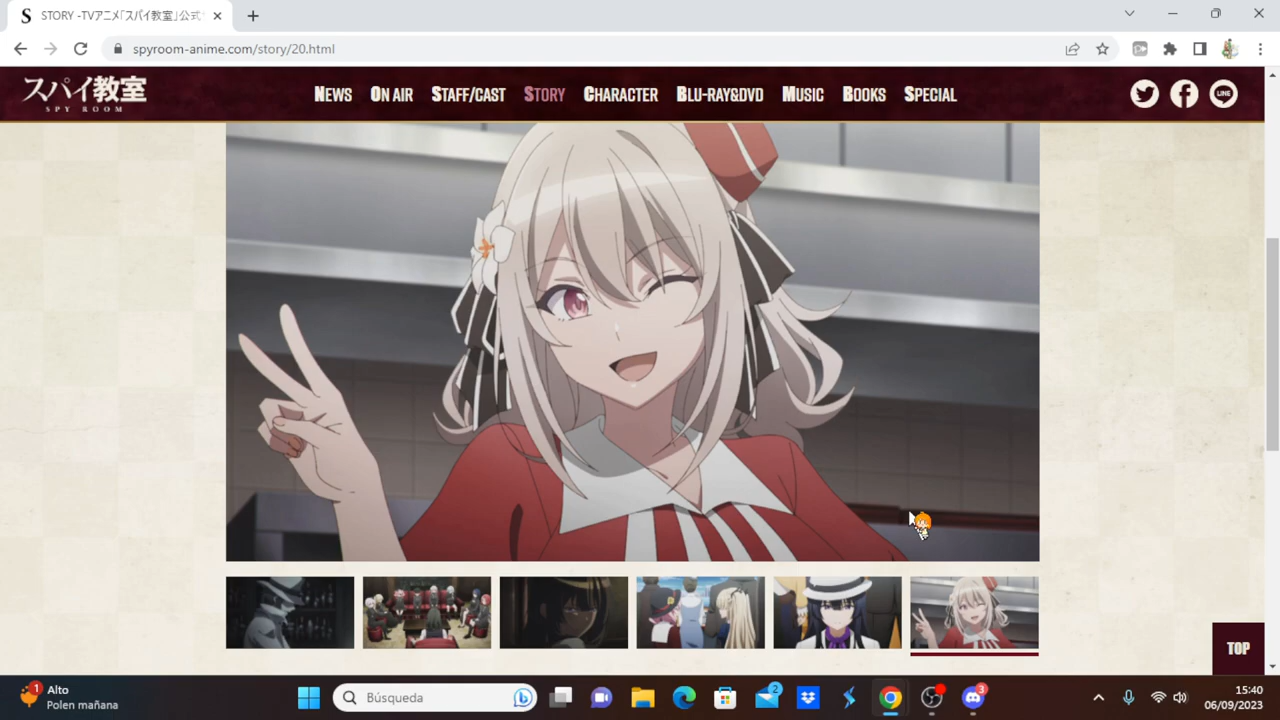 STORY -TVアニメ「スパイ教室」公式サ
spyroom-anime.com/story/20.html
スパイ教室
SPY ROOM
NEWS
ON AIR
STAFF/CAST
STORY
CHARACTER
BLU-RAY&DVD
MUSIC
BOOKS
SPECIAL
LINE
TOP
1
Alto
Polen mañana
Búsqueda
2
3
15:40
06/09/2023